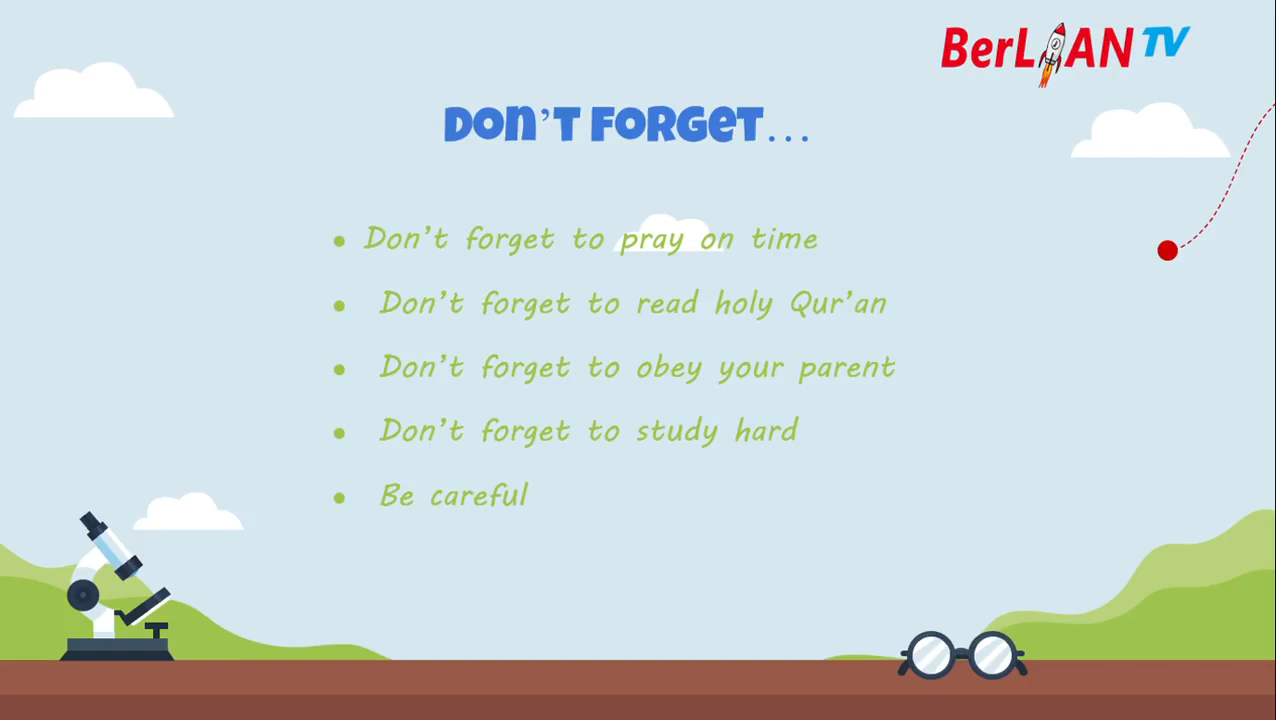 BerLIAN TV
DON'T FORGET...
• Don't forget to pray on time
• Don't forget to read holy Qur'an
• Don't forget to obey your parent
• Don't forget to study hard
• Be careful